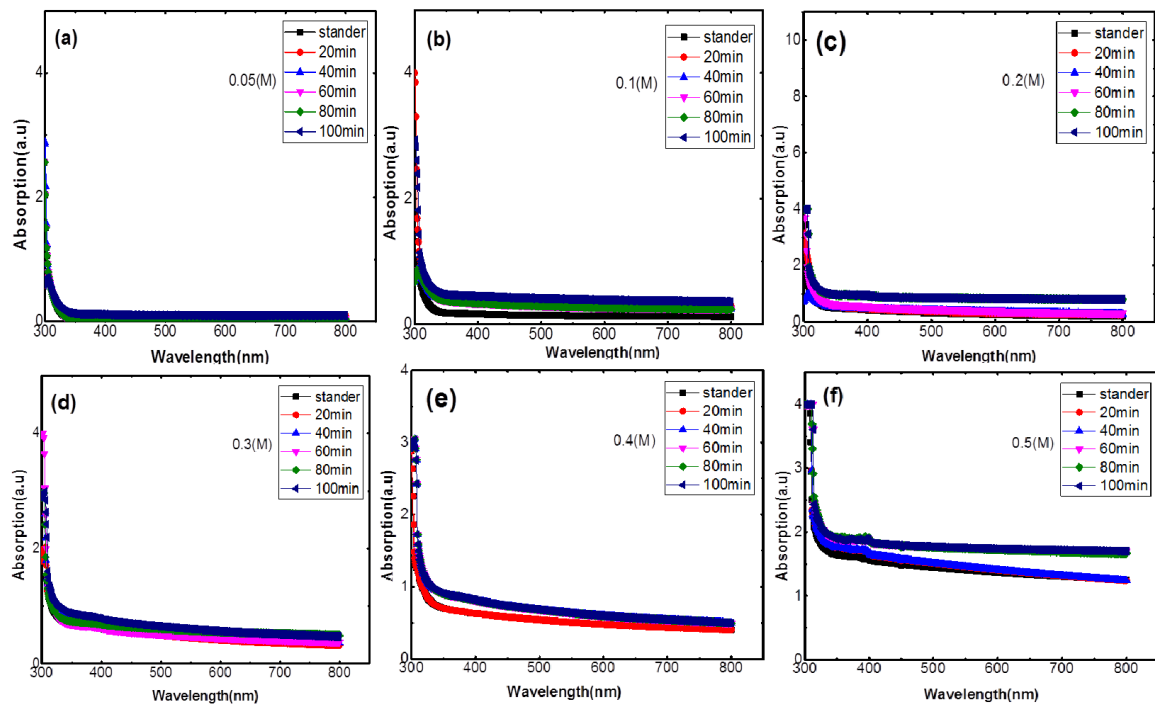 (a)
stander
20min
40min
60min
80min
100min
0.05(M)
4
2
0
300 400 500 600 700 800
Absorption(a.u)
Wavelength(nm)
(b)
stander
20min
40min
60min
80min
100min
0.1(M)
4
2
0
300 400 500 600 700 800
Absorption(a.u)
Wavelength(nm)
(c)
stander
20min
40min
60min
80min
100min
0.2(M)
10
8
6
4
2
0
300 400 500 600 700 800
Absorption(a.u)
Wavelength(nm)
(d)
stander
20min
40min
60min
80min
100min
0.3(M)
4
2
0
300 400 500 600 700 800
Absorption(a.u)
Wavelength(nm)
(e)
stander
20min
40min
60min
80min
100min
0.4(M)
4
3
2
1
0
300 400 500 600 700 800
Absorption(a.u)
Wavelength(nm)
(f)
stander
20min
40min
60min
80min
100min
0.5(M)
5
4
3
2
1
0
300 400 500 600 700 800
Absorption(a.u)
Wavelength(nm)